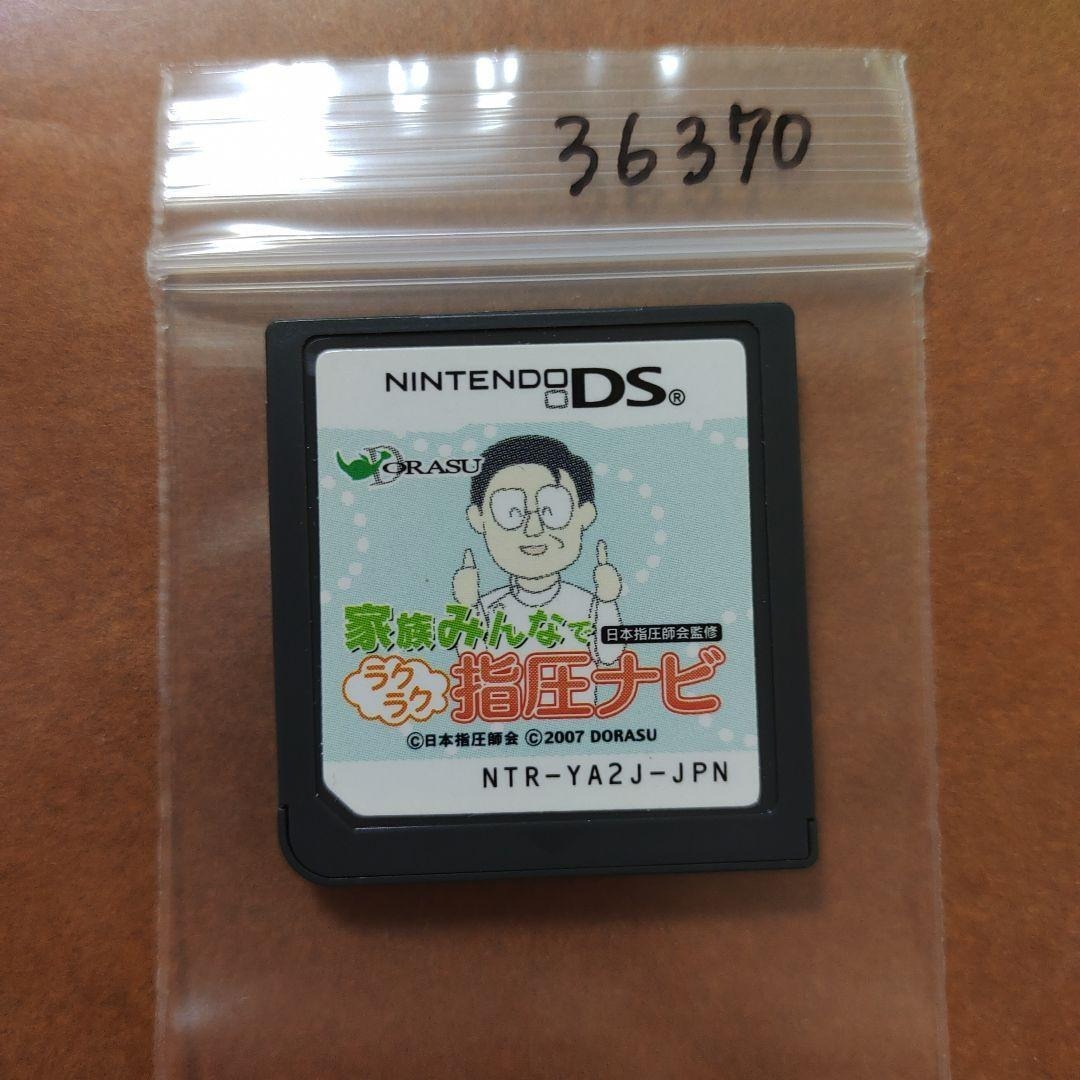 36370
NINTENDO DS®
DORASU
家族みんなで 日本指圧師会監修
ラクラク 指圧ナビ
©日本指圧師会 ©2007 DORASU
NTR-YA2J-JPN